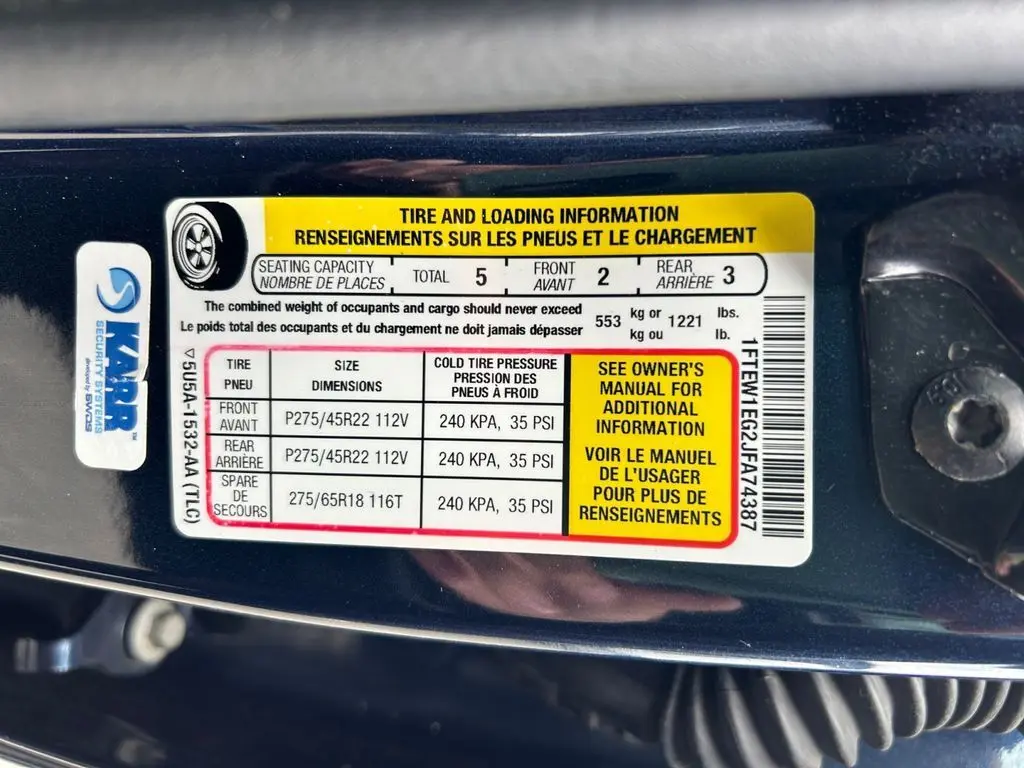 TIRE AND LOADING INFORMATION
RENSEIGNEMENTS SUR LES PNEUS ET LE CHARGEMENT
SEATING CAPACITY
NOMBRE DE PLACES
TOTAL 5
FRONT
AVANT
2
REAR
ARRIÈRE
3
The combined weight of occupants and cargo should never exceed
Le poids total des occupants et du chargement ne doit jamais dépasser
553
kg or
kg ou
1221
lbs.
lb.
TIRE
PNEU
SIZE
DIMENSIONS
COLD TIRE PRESSURE
PRESSION DES
PNEUS À FROID
FRONT
AVANT
P275/45R22 112V
240 KPA, 35 PSI
REAR
ARRIÈRE
P275/45R22 112V
240 KPA, 35 PSI
SPARE
DE
SECOURS
275/65R18 116T
240 KPA, 35 PSI
SEE OWNER'S
MANUAL FOR
ADDITIONAL
INFORMATION
VOIR LE MANUEL
DE L'USAGER
POUR PLUS DE
RENSEIGNEMENTS
1FTEW1EG2JFA74387
5U5A-1532-AA (TLC)
KARR™
SECURITY SYSTEMS
developed by SWDS